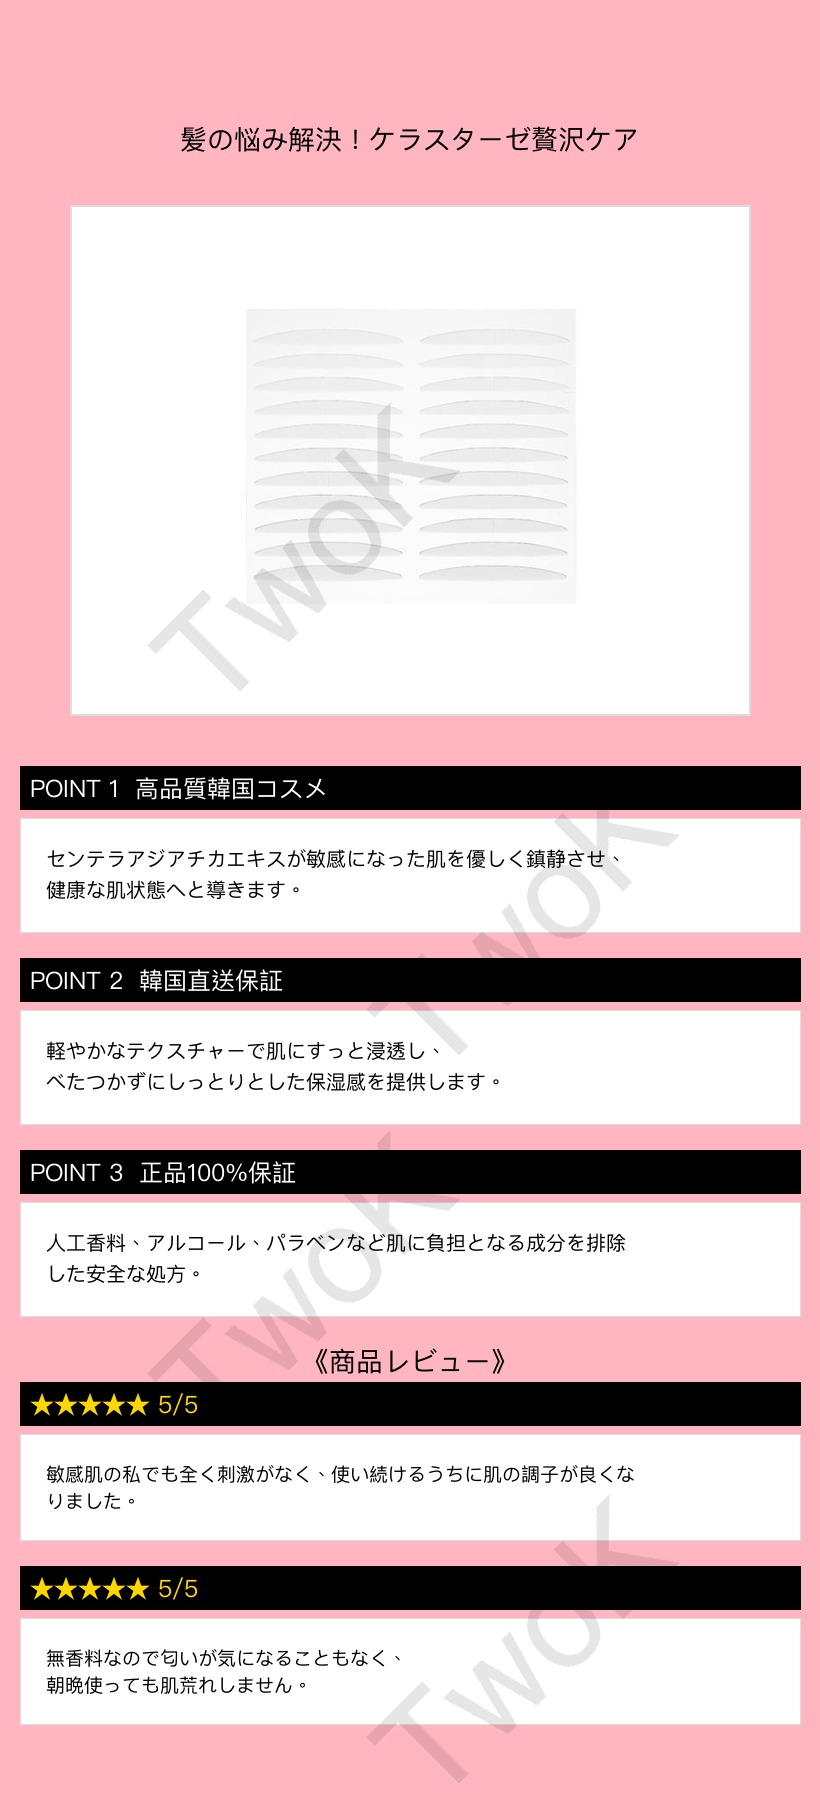 髪の悩み解決！ケラスターゼ贅沢ケア
TwoK
POINT 1 高品質韓国コスメ
センテラアジアチカエキスが敏感になった肌を優しく鎮静させ、
健康な肌状態へと導きます。
TwoK
POINT 2 韓国直送保証
軽やかなテクスチャーで肌にすっと浸透し、
べたつかずにしっとりとした保湿感を提供します。
POINT 3 正品100%保証
人工香料、アルコール、パラベンなど肌に負担となる成分を排除
した安全な処方。
TwoK
《商品レビュー》
★★★★★ 5/5
敏感肌の私でも全く刺激がなく、使い続けるうちに肌の調子が良くな
りました。
★★★★★ 5/5
無香料なので匂いが気になることもなく、
朝晩使っても肌荒れしません。
TwoK